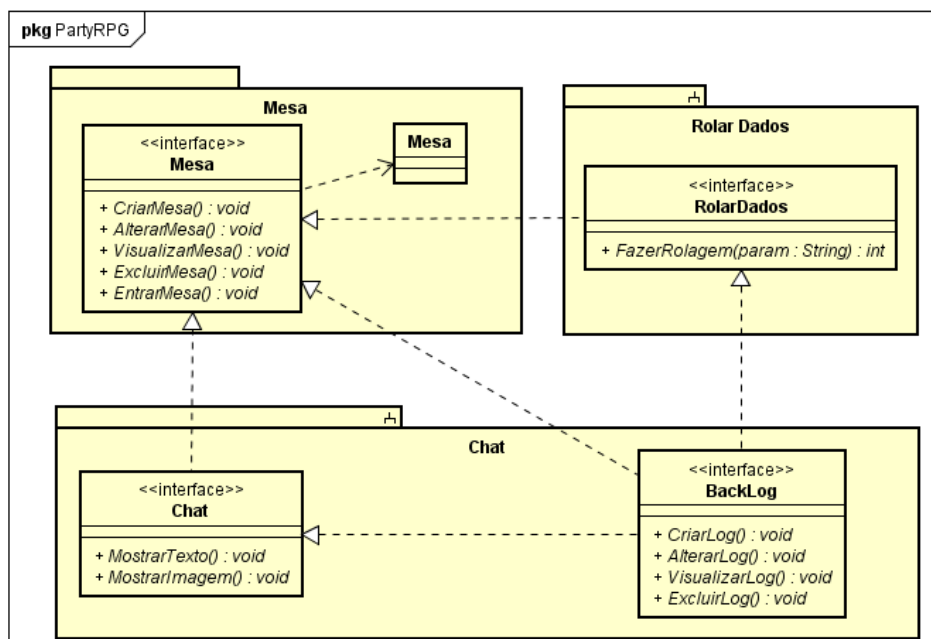 pkg PartyRPG
Mesa
<<interface>>
Mesa
+ CriarMesa() : void
+ AlterarMesa() : void
+ VisualizarMesa() : void
+ ExcluirMesa() : void
+ EntrarMesa() : void
Mesa
Rolar Dados
<<interface>>
RolarDados
+ FazerRolagem(param : String) : int
Chat
<<interface>>
Chat
+ MostrarTexto() : void
+ MostrarImagem() : void
<<interface>>
BackLog
+ CriarLog() : void
+ AlterarLog() : void
+ VisualizarLog() : void
+ ExcluirLog() : void